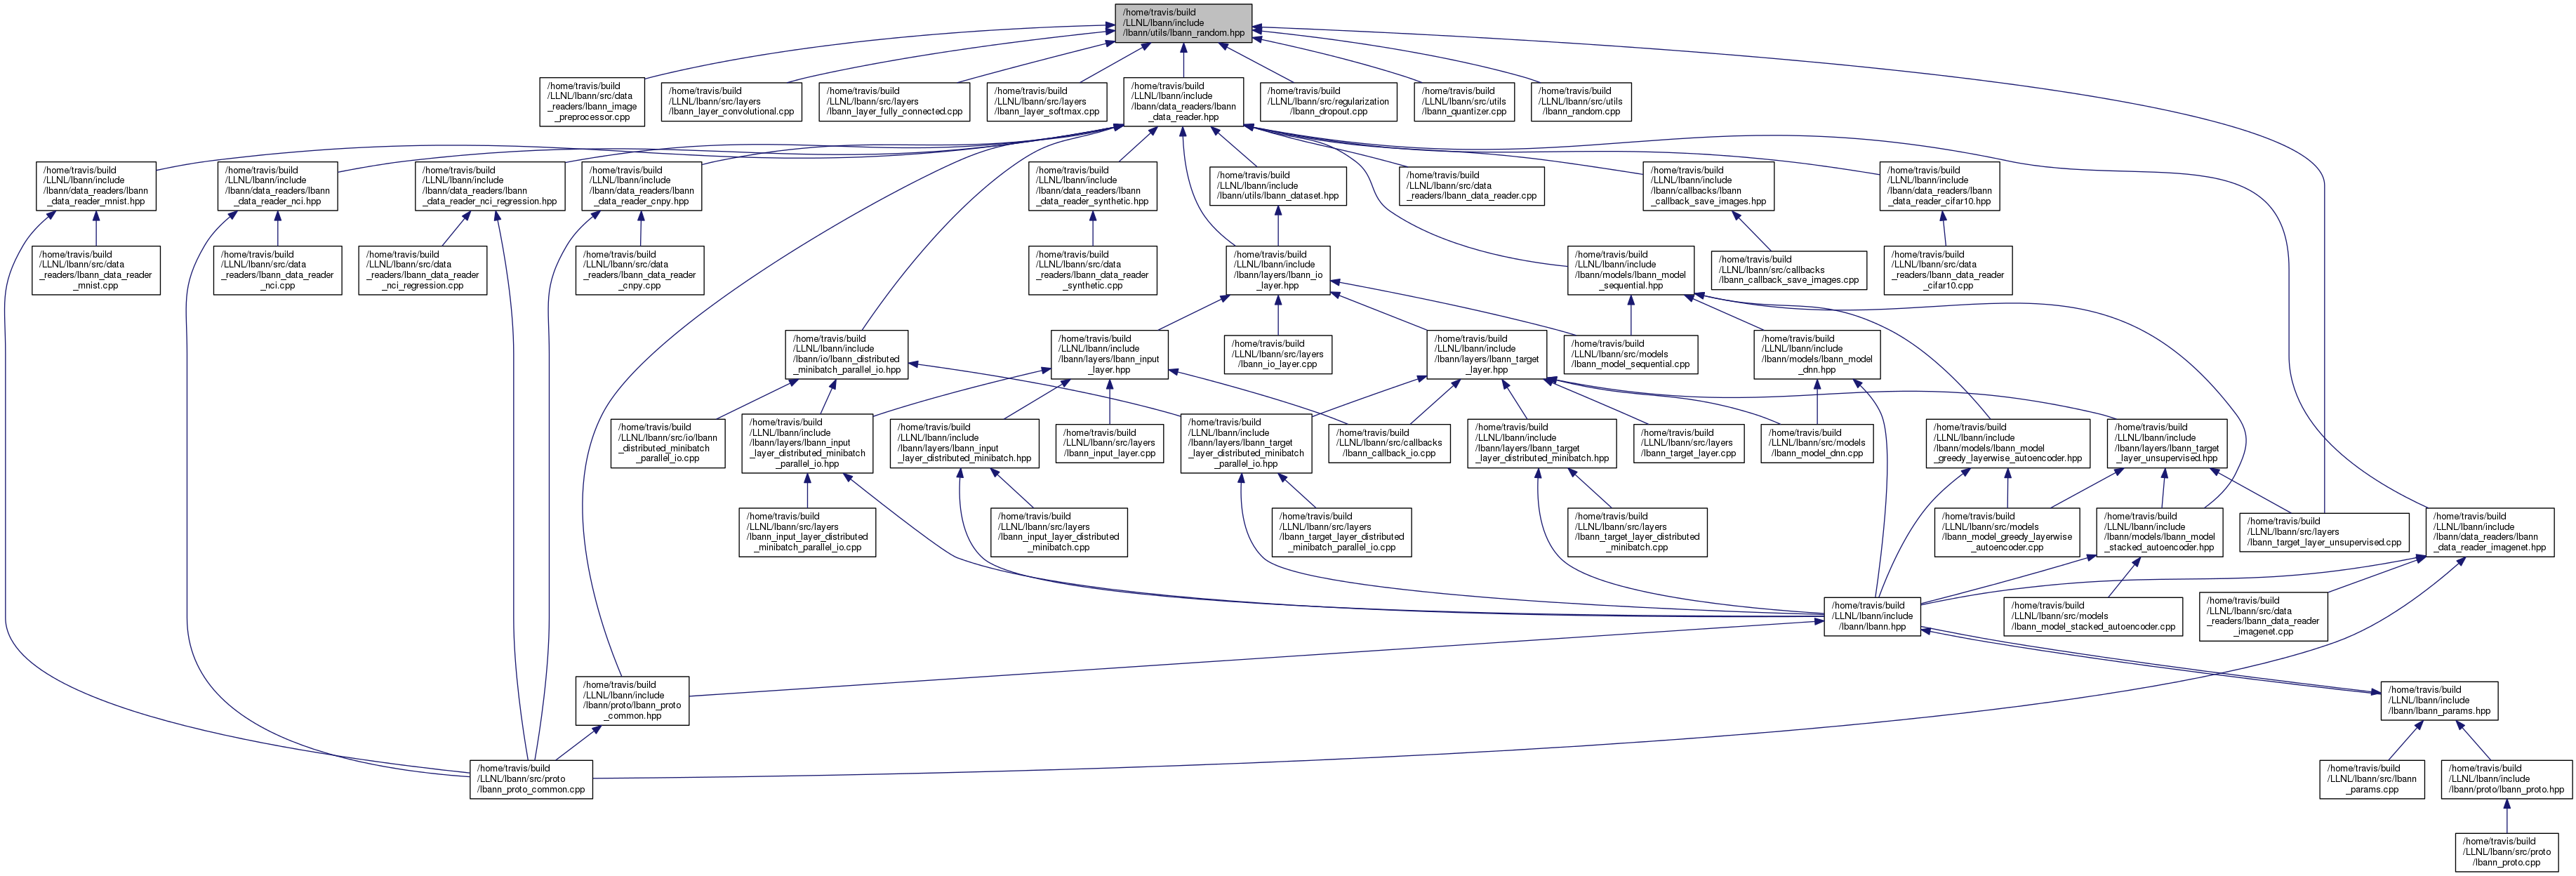 /home/travis/build
/LLNL/lbann/include
/lbann/utils/lbann_random.hpp
/home/travis/build
/LLNL/lbann/src/data
_readers/lbann_image
_preprocessor.cpp
/home/travis/build
/LLNL/lbann/src/layers
/lbann_layer_convolutional.cpp
/home/travis/build
/LLNL/lbann/src/layers
/lbann_layer_fully_connected.cpp
/home/travis/build
/LLNL/lbann/src/layers
/lbann_layer_softmax.cpp
/home/travis/build
/LLNL/lbann/include
/lbann/data_readers/lbann
_data_reader.hpp
/home/travis/build
/LLNL/lbann/src/regularization
/lbann_dropout.cpp
/home/travis/build
/LLNL/lbann/src/utils
/lbann_quantizer.cpp
/home/travis/build
/LLNL/lbann/src/utils
/lbann_random.cpp
/home/travis/build
/LLNL/lbann/include
/lbann/data_readers/lbann
_data_reader_mnist.hpp
/home/travis/build
/LLNL/lbann/include
/lbann/data_readers/lbann
_data_reader_nci.hpp
/home/travis/build
/LLNL/lbann/include
/lbann/data_readers/lbann
_data_reader_nci_regression.hpp
/home/travis/build
/LLNL/lbann/include
/lbann/data_readers/lbann
_data_reader_cnpy.hpp
/home/travis/build
/LLNL/lbann/include
/lbann/data_readers/lbann
_data_reader_synthetic.hpp
/home/travis/build
/LLNL/lbann/include
/lbann/utils/lbann_dataset.hpp
/home/travis/build
/LLNL/lbann/src/data
_readers/lbann_data_reader.cpp
/home/travis/build
/LLNL/lbann/include
/lbann/callbacks/lbann
_callback_save_images.hpp
/home/travis/build
/LLNL/lbann/include
/lbann/data_readers/lbann
_data_reader_cifar10.hpp
/home/travis/build
/LLNL/lbann/src/data
_readers/lbann_data_reader
_mnist.cpp
/home/travis/build
/LLNL/lbann/src/data
_readers/lbann_data_reader
_nci.cpp
/home/travis/build
/LLNL/lbann/src/data
_readers/lbann_data_reader
_nci_regression.cpp
/home/travis/build
/LLNL/lbann/src/data
_readers/lbann_data_reader
_cnpy.cpp
/home/travis/build
/LLNL/lbann/src/data
_readers/lbann_data_reader
_synthetic.cpp
/home/travis/build
/LLNL/lbann/include
/lbann/layers/lbann_io
_layer.hpp
/home/travis/build
/LLNL/lbann/include
/lbann/models/lbann_model
_sequential.hpp
/home/travis/build
/LLNL/lbann/src/callbacks
/lbann_callback_save_images.cpp
/home/travis/build
/LLNL/lbann/src/data
_readers/lbann_data_reader
_cifar10.cpp
/home/travis/build
/LLNL/lbann/include
/lbann/io/lbann_distributed
_minibatch_parallel_io.hpp
/home/travis/build
/LLNL/lbann/include
/lbann/layers/lbann_input
_layer.hpp
/home/travis/build
/LLNL/lbann/src/layers
/lbann_io_layer.cpp
/home/travis/build
/LLNL/lbann/include
/lbann/layers/lbann_target
_layer.hpp
/home/travis/build
/LLNL/lbann/src/models
/lbann_model_sequential.cpp
/home/travis/build
/LLNL/lbann/include
/lbann/models/lbann_model
_dnn.hpp
/home/travis/build
/LLNL/lbann/src/io/lbann
_distributed_minibatch
_parallel_io.cpp
/home/travis/build
/LLNL/lbann/include
/lbann/layers/lbann_input
_layer_distributed_minibatch
_parallel_io.hpp
/home/travis/build
/LLNL/lbann/include
/lbann/layers/lbann_input
_layer_distributed_minibatch.hpp
/home/travis/build
/LLNL/lbann/src/layers
/lbann_input_layer.cpp
/home/travis/build
/LLNL/lbann/include
/lbann/layers/lbann_target
_layer_distributed_minibatch
_parallel_io.hpp
/home/travis/build
/LLNL/lbann/src/callbacks
/lbann_callback_io.cpp
/home/travis/build
/LLNL/lbann/include
/lbann/layers/lbann_target
_layer_distributed_minibatch.hpp
/home/travis/build
/LLNL/lbann/src/layers
/lbann_target_layer.cpp
/home/travis/build
/LLNL/lbann/src/models
/lbann_model_dnn.cpp
/home/travis/build
/LLNL/lbann/include
/lbann/models/lbann_model
_greedy_layerwise_autoencoder.hpp
/home/travis/build
/LLNL/lbann/include
/lbann/layers/lbann_target
_layer_unsupervised.hpp
/home/travis/build
/LLNL/lbann/src/layers
/lbann_input_layer_distributed
_minibatch_parallel_io.cpp
/home/travis/build
/LLNL/lbann/src/layers
/lbann_input_layer_distributed
_minibatch.cpp
/home/travis/build
/LLNL/lbann/src/layers
/lbann_target_layer_distributed
_minibatch_parallel_io.cpp
/home/travis/build
/LLNL/lbann/src/layers
/lbann_target_layer_distributed
_minibatch.cpp
/home/travis/build
/LLNL/lbann/src/models
/lbann_model_greedy_layerwise
_autoencoder.cpp
/home/travis/build
/LLNL/lbann/include
/lbann/models/lbann_model
_stacked_autoencoder.hpp
/home/travis/build
/LLNL/lbann/src/layers
/lbann_target_layer_unsupervised.cpp
/home/travis/build
/LLNL/lbann/include
/lbann/data_readers/lbann
_data_reader_imagenet.hpp
/home/travis/build
/LLNL/lbann/include
/lbann/lbann.hpp
/home/travis/build
/LLNL/lbann/src/models
/lbann_model_stacked_autoencoder.cpp
/home/travis/build
/LLNL/lbann/src/data
_readers/lbann_data_reader
_imagenet.cpp
/home/travis/build
/LLNL/lbann/include
/lbann/proto/lbann_proto
_common.hpp
/home/travis/build
/LLNL/lbann/include
/lbann/lbann_params.hpp
/home/travis/build
/LLNL/lbann/src/proto
/lbann_proto_common.cpp
/home/travis/build
/LLNL/lbann/src/lbann
_params.cpp
/home/travis/build
/LLNL/lbann/include
/lbann/proto/lbann_proto.hpp
/home/travis/build
/LLNL/lbann/src/proto
/lbann_proto.cpp